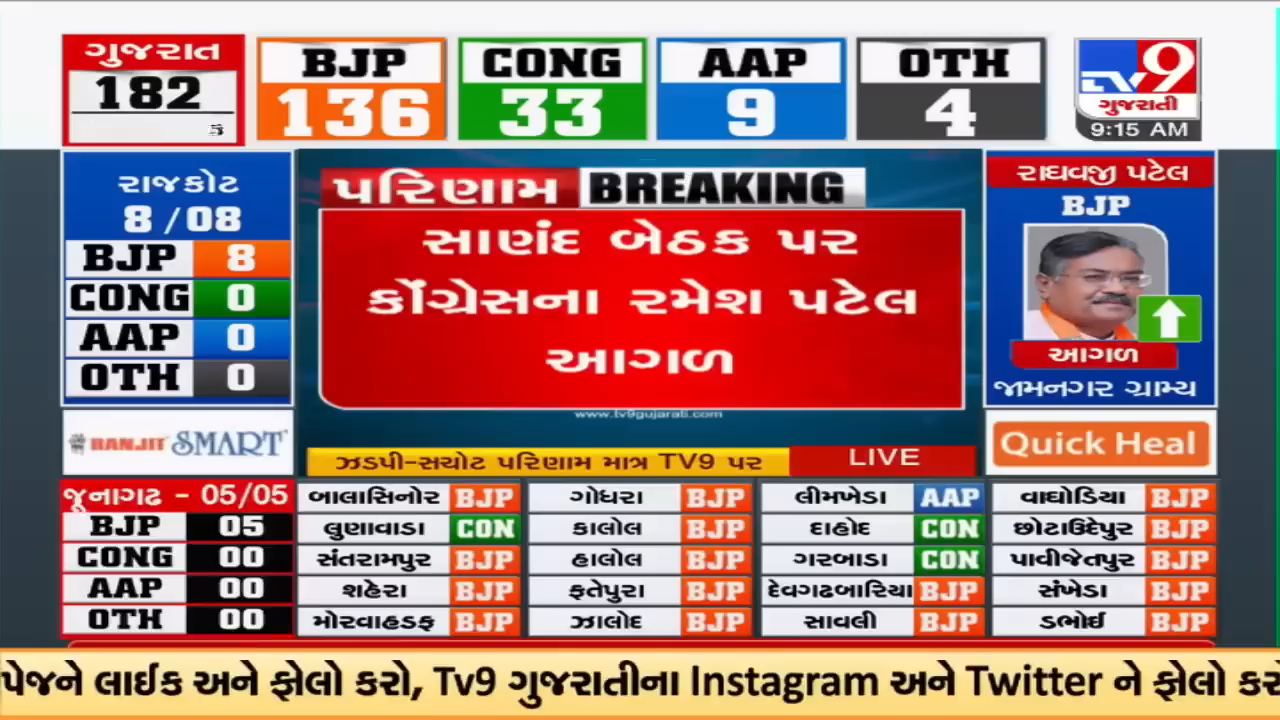 ગુજરાત
182
BJP
136
CONG
33
AAP
9
OTH
4
TV9
ગુજરાતી
9:15 AM
રાજકોટ
8 /08
BJP 8
CONG 0
AAP 0
OTH 0
પરિણામ BREAKING
સાણંદ બેઠક પર
કોંગ્રેસના રમેશ પટેલ
આગળ
www.tv9gujarati.com
રાઘવજી પટેલ
BJP
આગળ
જામનગર ગ્રામ્ય
RANJIT SMART
ઝડપી-સચોટ પરિણામ માત્ર TV9 પર
LIVE
Quick Heal
જૂનાગઢ - 05/05
BJP 05
CONG 00
AAP 00
OTH 00
બાલાસિનોર BJP ગોધરા BJP લીમખેડા AAP વાઘોડિયા BJP
લુણાવાડા CON કાલોલ BJP દાહોદ CON છોટાઉદેપુર BJP
સંતરામપુર BJP હાલોલ BJP ગરબાડા CON પાવીજેતપુર BJP
શહેરા BJP ફતેપુરા BJP દેવગઢબારિયા BJP સંખેડા BJP
મોરવાહડફ BJP ઝાલોદ BJP સાવલી BJP ડભોઈ BJP
પેજને લાઈક અને ફોલો કરો, Tv9 ગુજરાતીના Instagram અને Twitter ને ફોલો